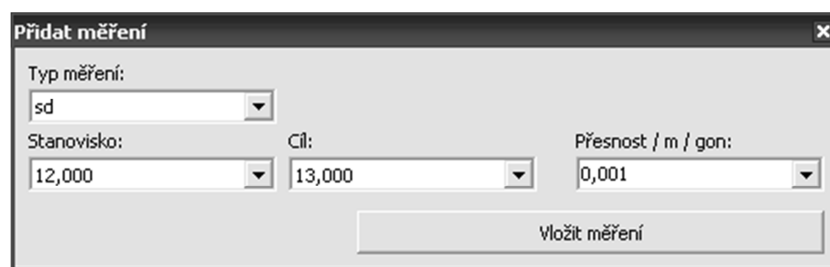 Přidat měření
Typ měření:
sd
Stanovisko: Cíl: Přesnost / m / gon:
12,000 13,000 0,001
Vložit měření